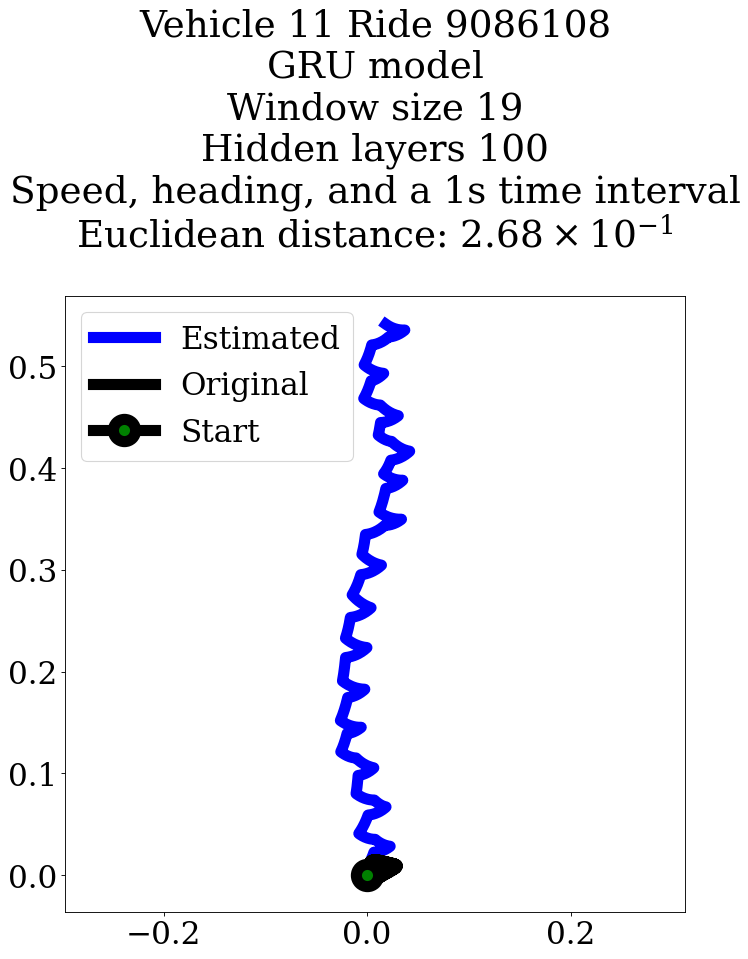 Vehicle 11 Ride 9086108
GRU model
Window size 19
Hidden layers 100
Speed, heading, and a 1s time interval
Euclidean distance: 2.68 × 10⁻¹
Estimated
Original
Start
0.5
0.4
0.3
0.2
0.1
0.0
−0.2 0.0 0.2